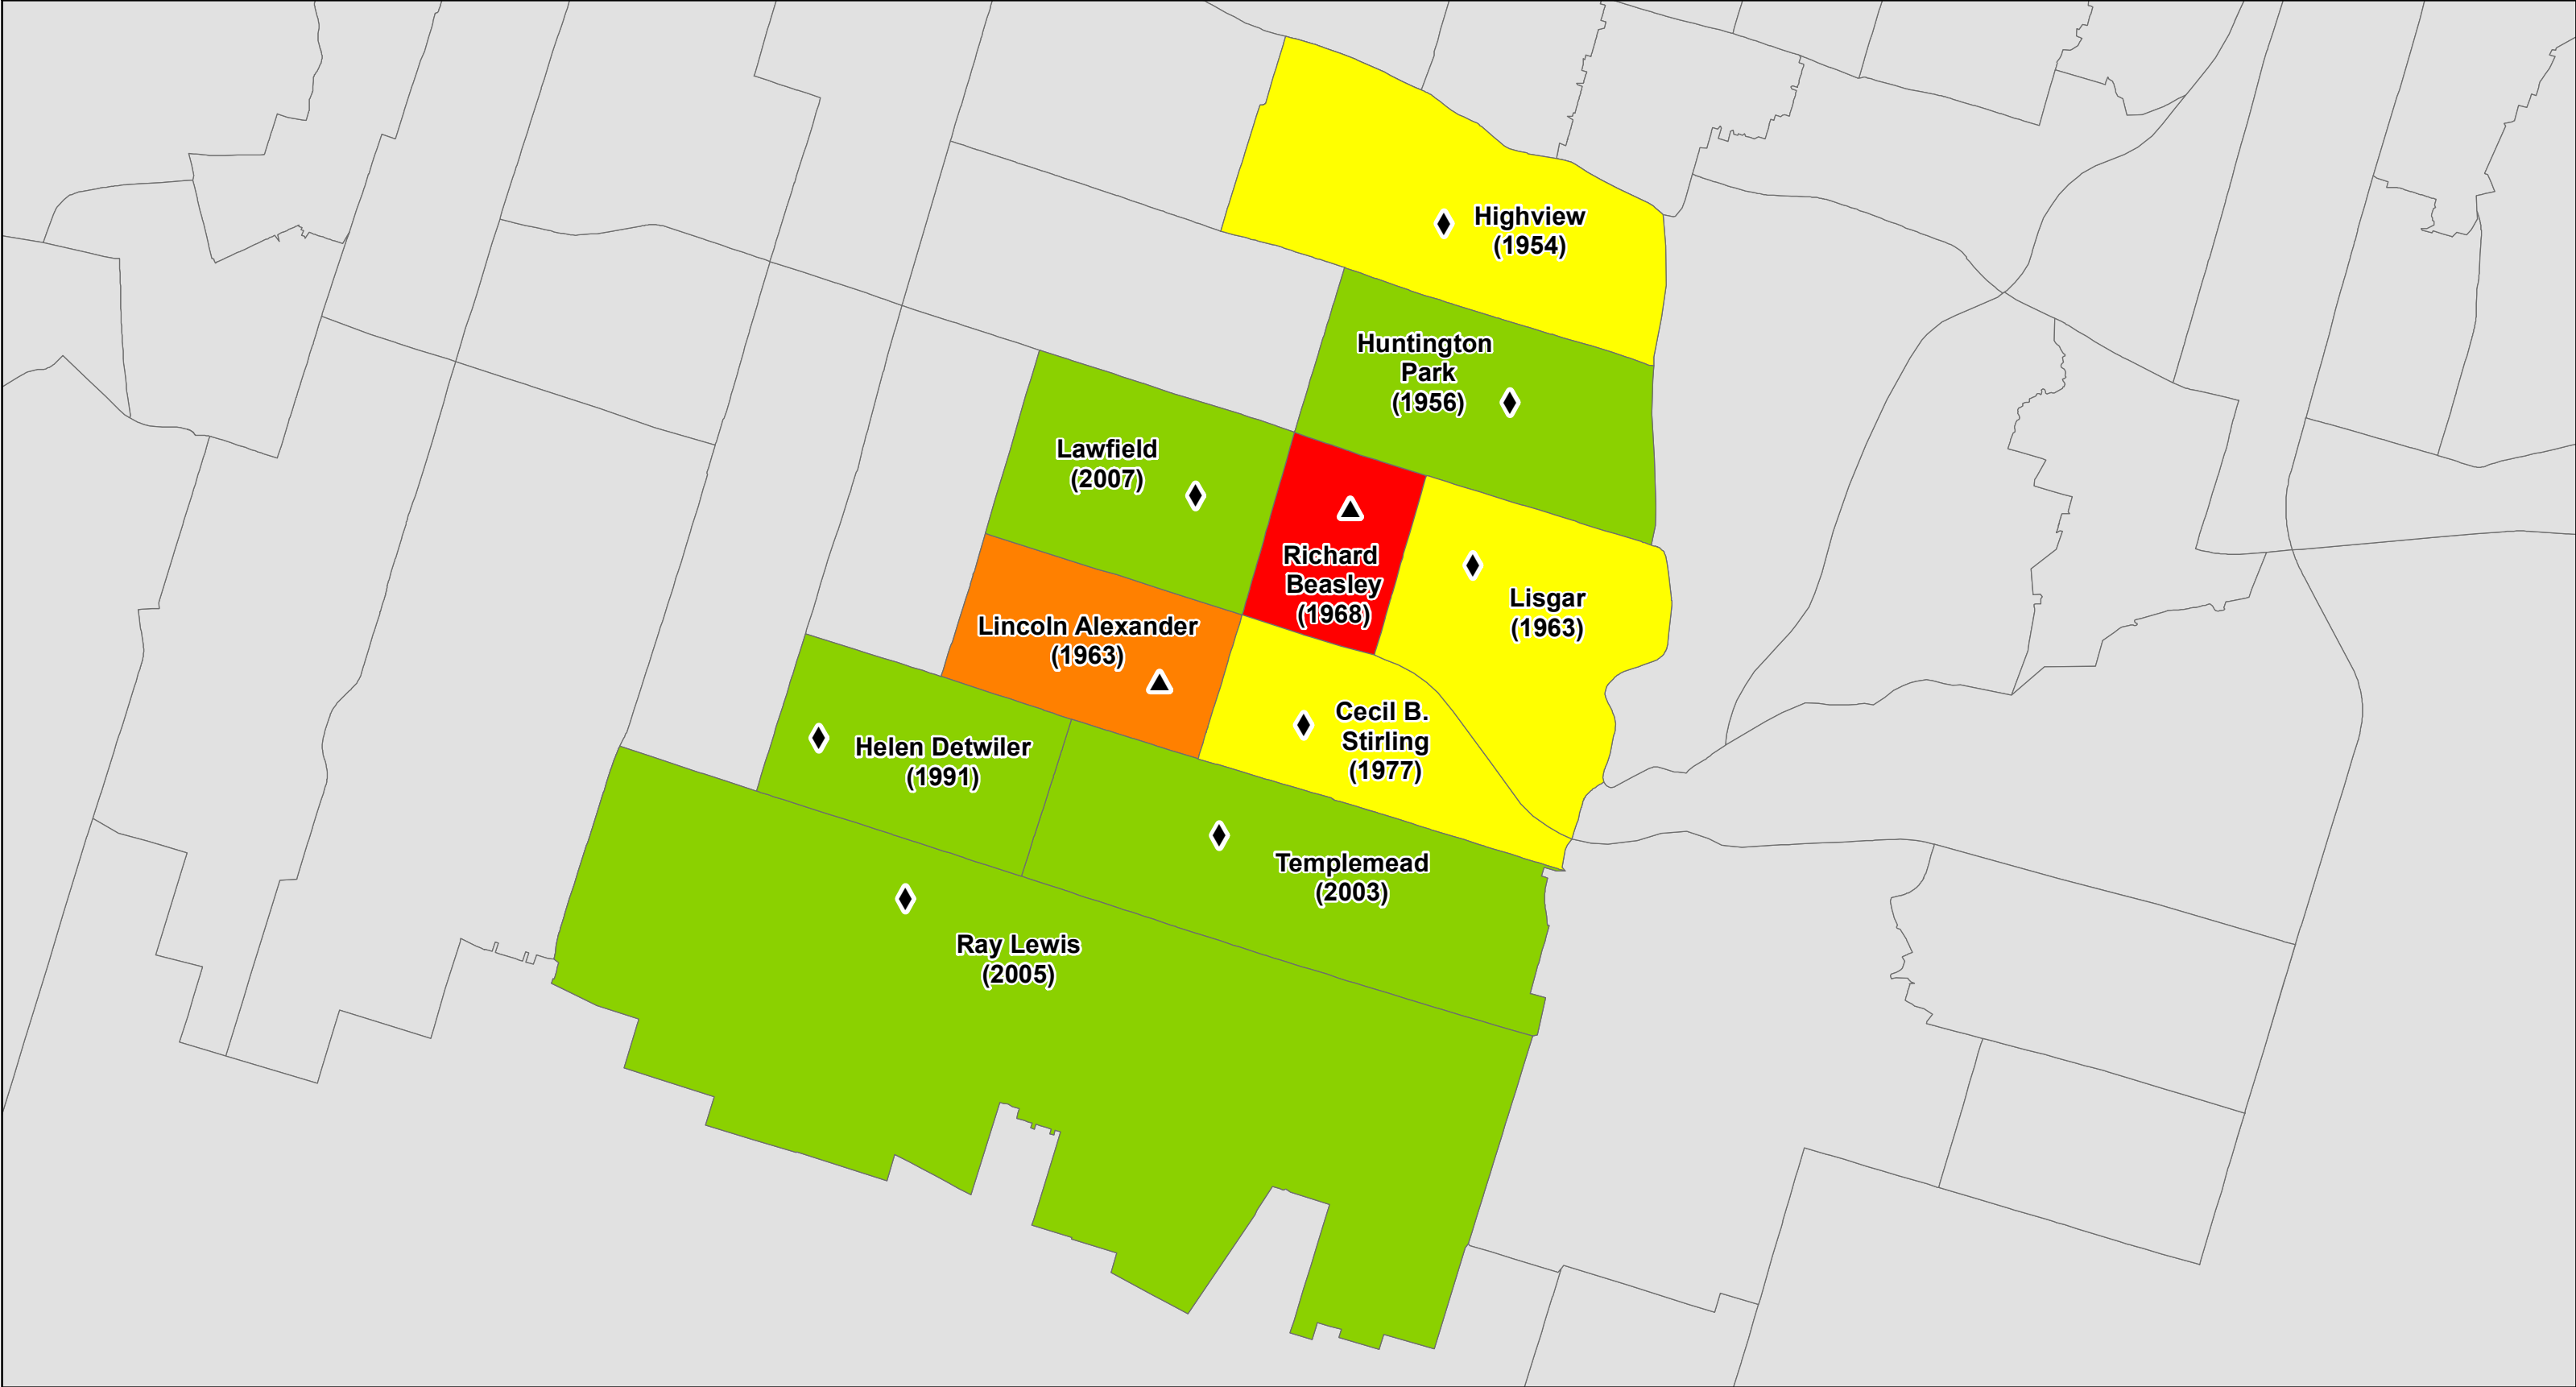 Highview
(1954)
Huntington
Park
(1956)
Lawfield
(2007)
Richard
Beasley
(1968)
Lisgar
(1963)
Lincoln Alexander
(1963)
Cecil B.
Stirling
(1977)
Helen Detwiler
(1991)
Templemead
(2003)
Ray Lewis
(2005)